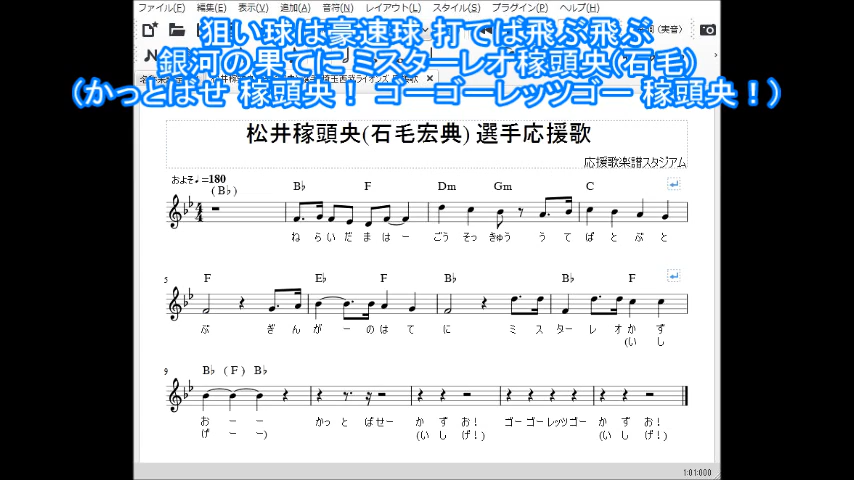 ファイル(F) 編集(E) 表示(V) 追加(A) 音符(N) レイアウト(L) スタイル(S) プラグイン(P) ヘルプ(H)
狙い球は豪速球 打てば飛ぶ飛ぶ
銀河の果てに ミスターレオ稼頭央(石毛)
(かっとばせ 稼頭央！ ゴーゴーレッツゴー 稼頭央！)
松井稼頭央(石毛宏典) 選手応援歌
応援歌楽譜スタジアム
およそ♩=180
(B♭) B♭ F Dm Gm C
ね ら い だ ま は ー ごう そっ きゅう う て ば と ぶ と
5
F E♭ F B♭ B♭ F
ぶ ぎ ん が ー の は て に ミ ス ター レ オ か ず
(い し
9
B♭ (F) B♭
お ー ー かっ と ばせー か ず お! ゴー ゴー レッツゴー か ず お!
げ ー ー) (い し げ!) (い し げ!)
1:01:000